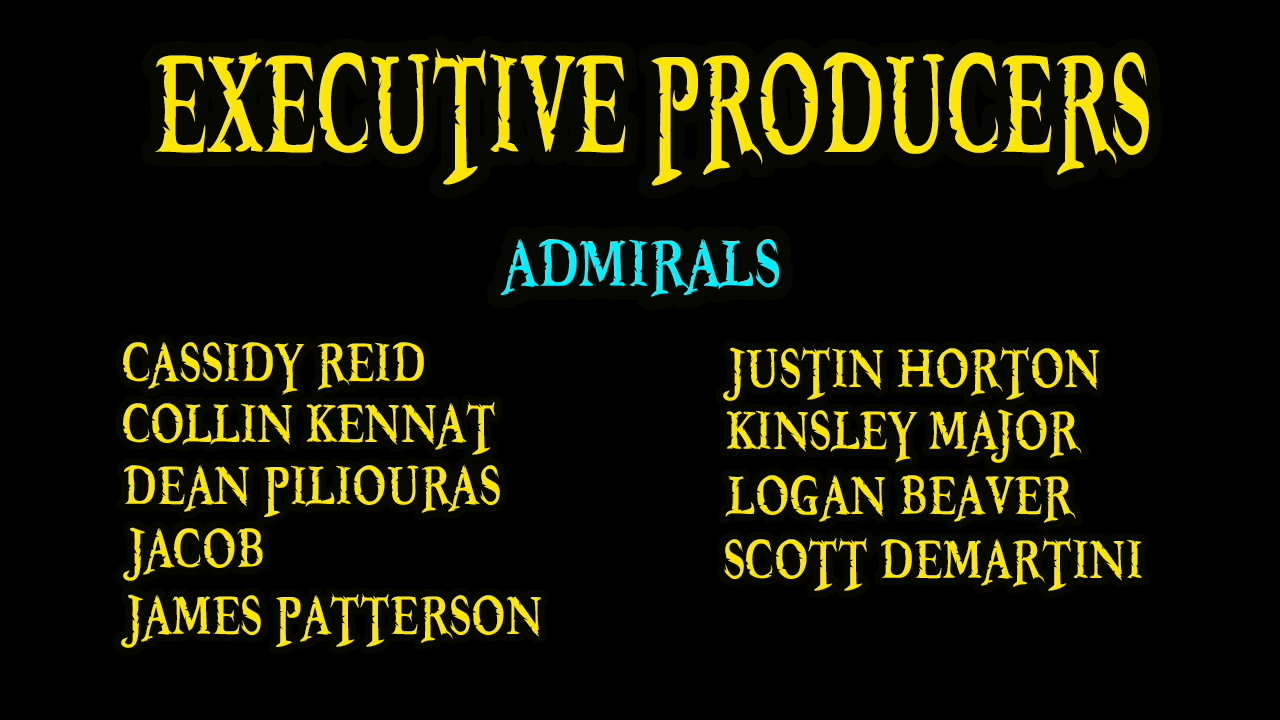 EXECUTIVE PRODUCERS
ADMIRALS
CASSIDY REID
COLLIN KENNAT
DEAN PILIOURAS
JACOB
JAMES PATTERSON
JUSTIN HORTON
KINSLEY MAJOR
LOGAN BEAVER
SCOTT DEMARTINI